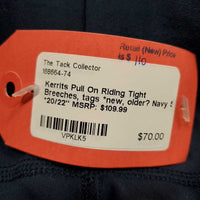 Retail (New) Price
is $ 110
The Tack Collector
168664-74
Kerrits Pull On Riding Tight
Breeches, tags *new, older? Navy S
*20/22" MSRP: $109.99
$70.00
VPKLK5